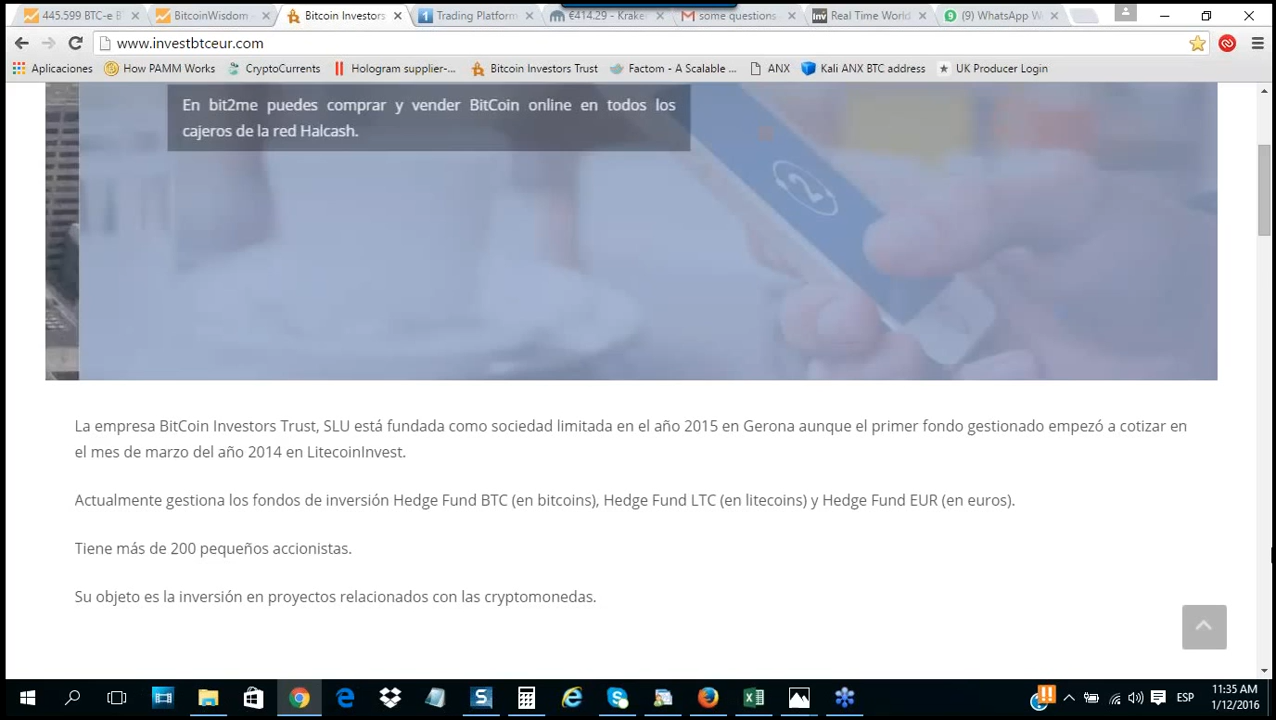 445.599 BTC-e B
BitcoinWisdom
Bitcoin Investors
Trading Platform
€414.29 - Krake
some questions
Real Time World
(9) WhatsApp W
www.investbtceur.com
Aplicaciones
How PAMM Works
CryptoCurrents
Hologram supplier-...
Bitcoin Investors Trust
Factom - A Scalable ...
ANX
Kali ANX BTC address
UK Producer Login
En bit2me puedes comprar y vender BitCoin online en todos los
cajeros de la red Halcash.
La empresa BitCoin Investors Trust, SLU está fundada como sociedad limitada en el año 2015 en Gerona aunque el primer fondo gestionado empezó a cotizar en
el mes de marzo del año 2014 en LitecoinInvest.
Actualmente gestiona los fondos de inversión Hedge Fund BTC (en bitcoins), Hedge Fund LTC (en litecoins) y Hedge Fund EUR (en euros).
Tiene más de 200 pequeños accionistas.
Su objeto es la inversión en proyectos relacionados con las cryptomonedas.
ESP
11:35 AM
1/12/2016